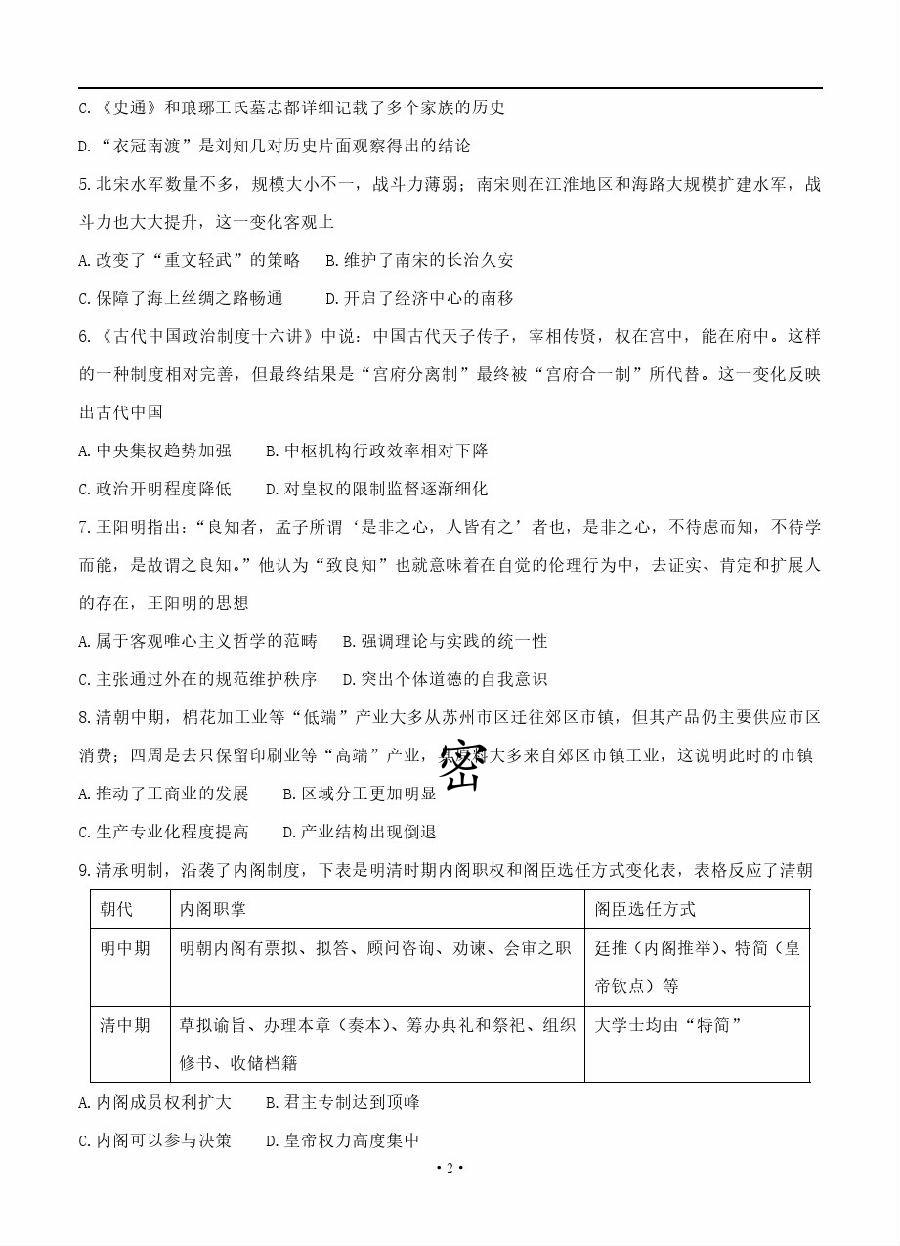 C.《史通》和琅琊王氏墓志都详细记载了多个家族的历史
D.“衣冠南渡”是刘知几对历史片面观察得出的结论
5.北宋水军数量不多，规模大小不一，战斗力薄弱；南宋则在江淮地区和海路大规模扩建水军，战
斗力也大大提升，这一变化客观上
A.改变了“重文轻武”的策略 B.维护了南宋的长治久安
C.保障了海上丝绸之路畅通 D.开启了经济中心的南移
6.《古代中国政治制度十六讲》中说：中国古代天子传子，宰相传贤，权在宫中，能在府中。这样
的一种制度相对完善，但最终结果是“宫府分离制”最终被“宫府合一制”所代替。这一变化反映
出古代中国
A.中央集权趋势加强 B.中枢机构行政效率相对下降
C.政治开明程度降低 D.对皇权的限制监督逐渐细化
7.王阳明指出：“良知者，孟子所谓‘是非之心，人皆有之’者也，是非之心，不待虑而知，不待学
而能，是故谓之良知。”他认为“致良知”也就意味着在自觉的伦理行为中，去证实、肯定和扩展人
的存在，王阳明的思想
A.属于客观唯心主义哲学的范畴 B.强调理论与实践的统一性
C.主张通过外在的规范维护秩序 D.突出个体道德的自我意识
8.清朝中期，棉花加工业等“低端”产业大多从苏州市区迁往郊区市镇，但其产品仍主要供应市区
消费；四周是去只保留印刷业等“高端”产业，其原料大多来自郊区市镇工业，这说明此时的市镇
密
A.推动了工商业的发展 B.区域分工更加明显
C.生产专业化程度提高 D.产业结构出现倒退
9.清承明制，沿袭了内阁制度，下表是明清时期内阁职权和阁臣选任方式变化表，表格反应了清朝
朝代 内阁职掌 阁臣选任方式
明中期 明朝内阁有票拟、拟答、顾问咨询、劝谏、会审之职 廷推（内阁推举）、特简（皇
帝钦点）等
清中期 草拟谕旨、办理本章（奏本）、筹办典礼和祭祀、组织 大学士均由“特简”
修书、收储档籍
A.内阁成员权利扩大 B.君主专制达到顶峰
C.内阁可以参与决策 D.皇帝权力高度集中
·2·